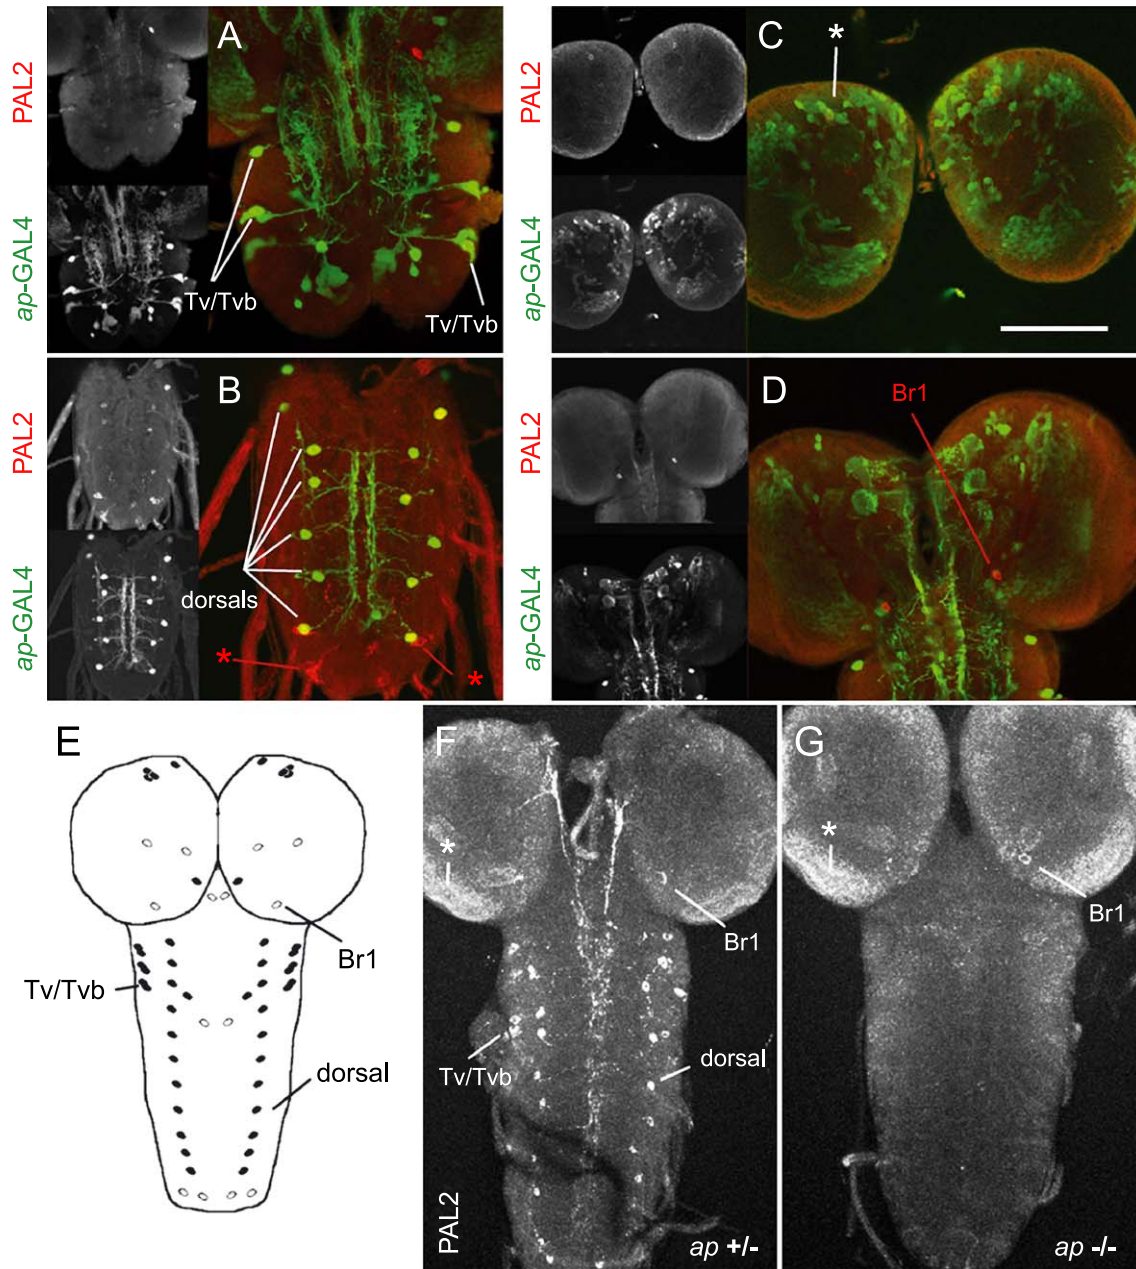 PAL2
ap-GAL4
A
Tv/Tvb
Tv/Tvb
PAL2
ap-GAL4
C
*
PAL2
ap-GAL4
B
dorsals
*
*
PAL2
ap-GAL4
D
Br1
E
Br1
Tv/Tvb
dorsal
F
*
Br1
Tv/Tvb
dorsal
PAL2
ap +/-
G
*
Br1
ap -/-